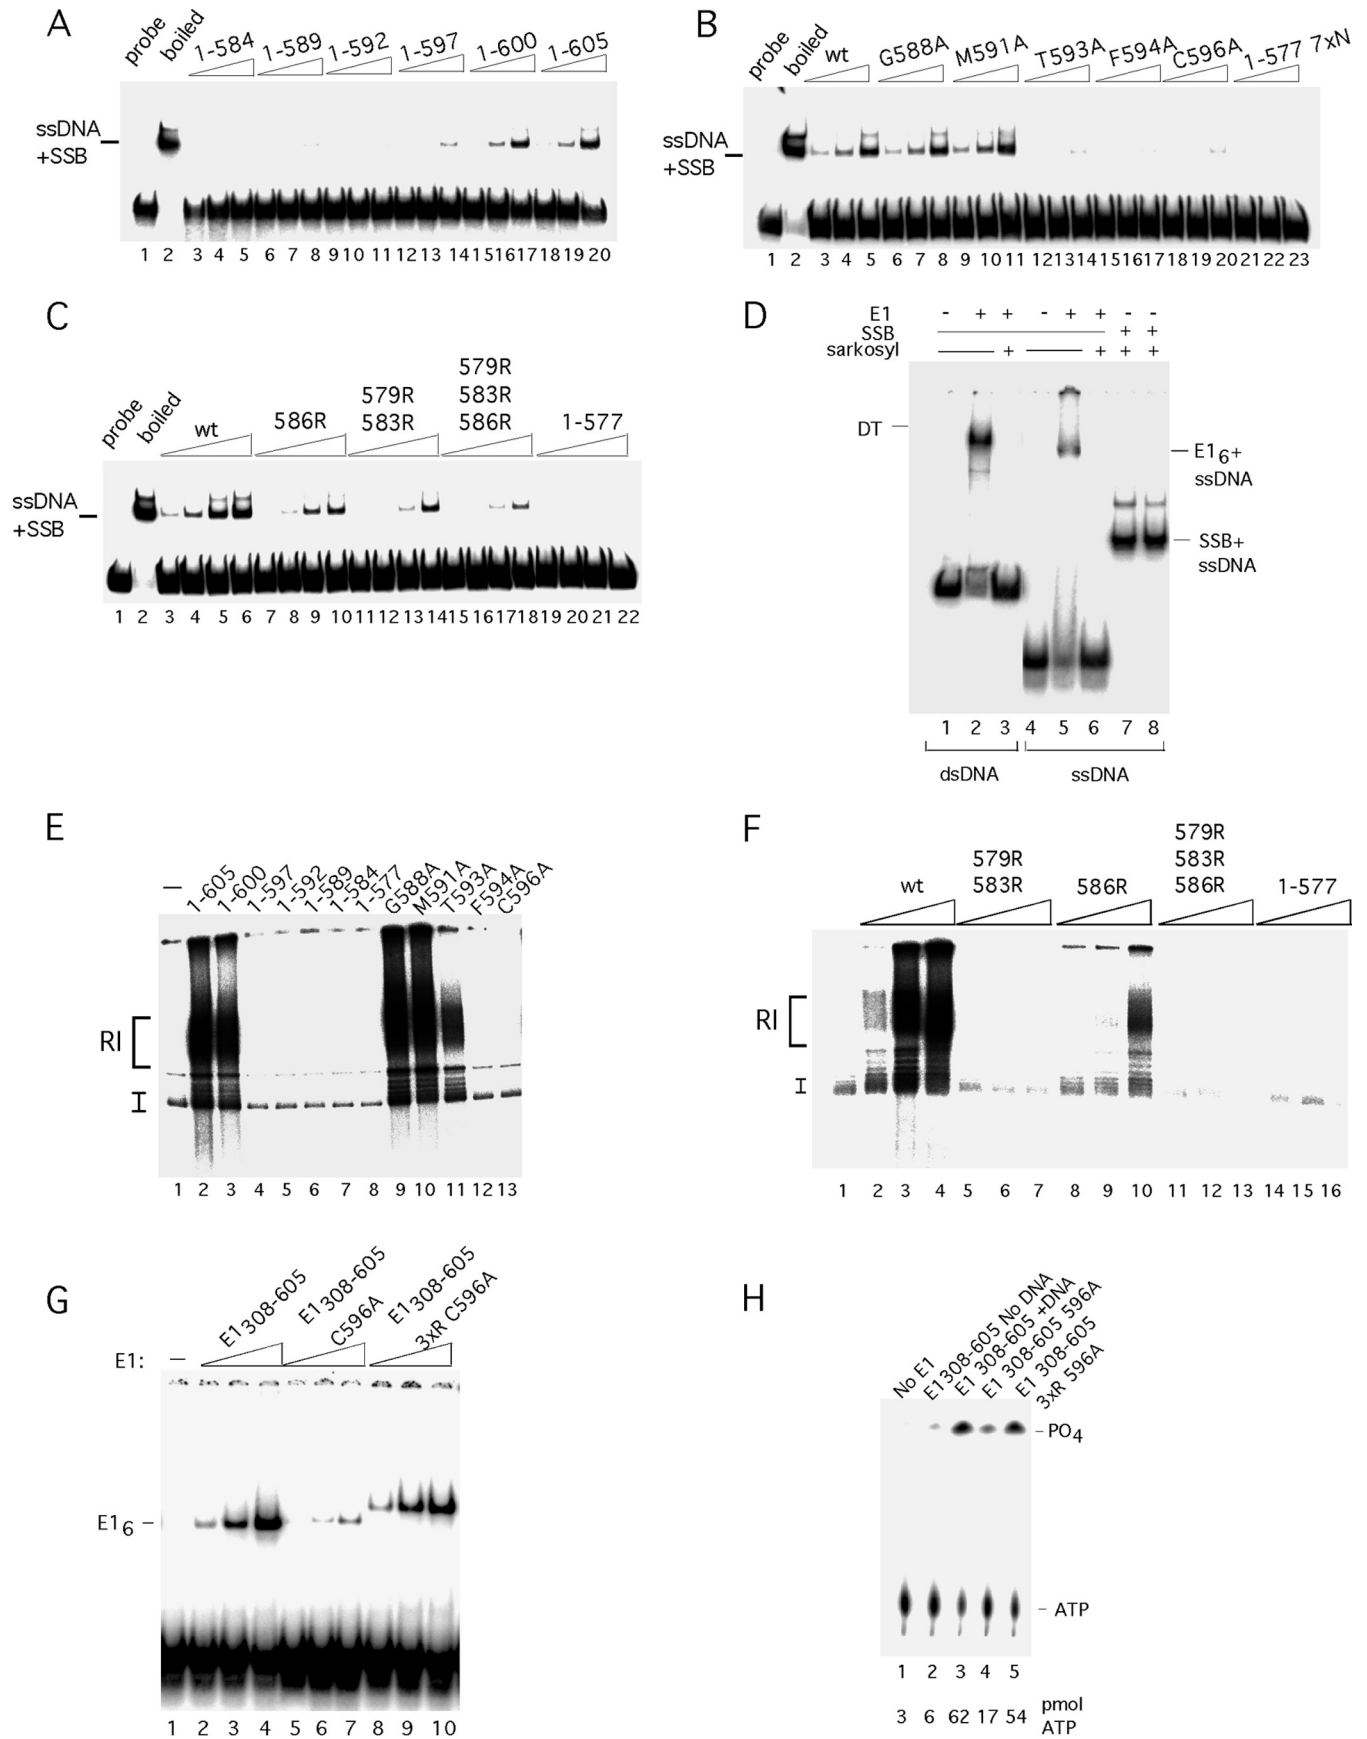 A
probe
boiled
1-584
1-589
1-592
1-597
1-600
1-605
ssDNA
+SSB
1 2 3 4 5 6 7 8 9 10 11 12 13 14 15 16 17 18 19 20
B
probe
boiled
wt
G588A
M591A
T593A
F594A
C596A
1-577 7xN
ssDNA
+SSB
1 2 3 4 5 6 7 8 9 10 11 12 13 14 15 16 17 18 19 20 21 22 23
C
probe
boiled
wt
586R
579R
583R
579R
583R
586R
1-577
ssDNA
+SSB
1 2 3 4 5 6 7 8 9 10 11 12 13 14 15 16 17 18 19 20 21 22
D
E1 - + + - + + - -
SSB + +
sarkosyl + + + +
DT
E16+
ssDNA
SSB+
ssDNA
1 2 3 4 5 6 7 8
dsDNA ssDNA
E
–
1-605
1-600
1-597
1-592
1-589
1-584
1-577
G588A
M591A
T593A
F594A
C596A
RI
I
1 2 3 4 5 6 7 8 9 10 11 12 13
F
wt
579R
583R
586R
579R
583R
586R
1-577
RI
I
1 2 3 4 5 6 7 8 9 10 11 12 13 14 15 16
G
E1: –
E1308-605
E1308-605
C596A
E1308-605
3xR C596A
E16
1 2 3 4 5 6 7 8 9 10
H
No E1
E1308-605 No DNA
E1 308-605 +DNA
E1 308-605 596A
E1 308-605
3xR 596A
PO4
ATP
1 2 3 4 5
3 6 62 17 54 pmol
ATP